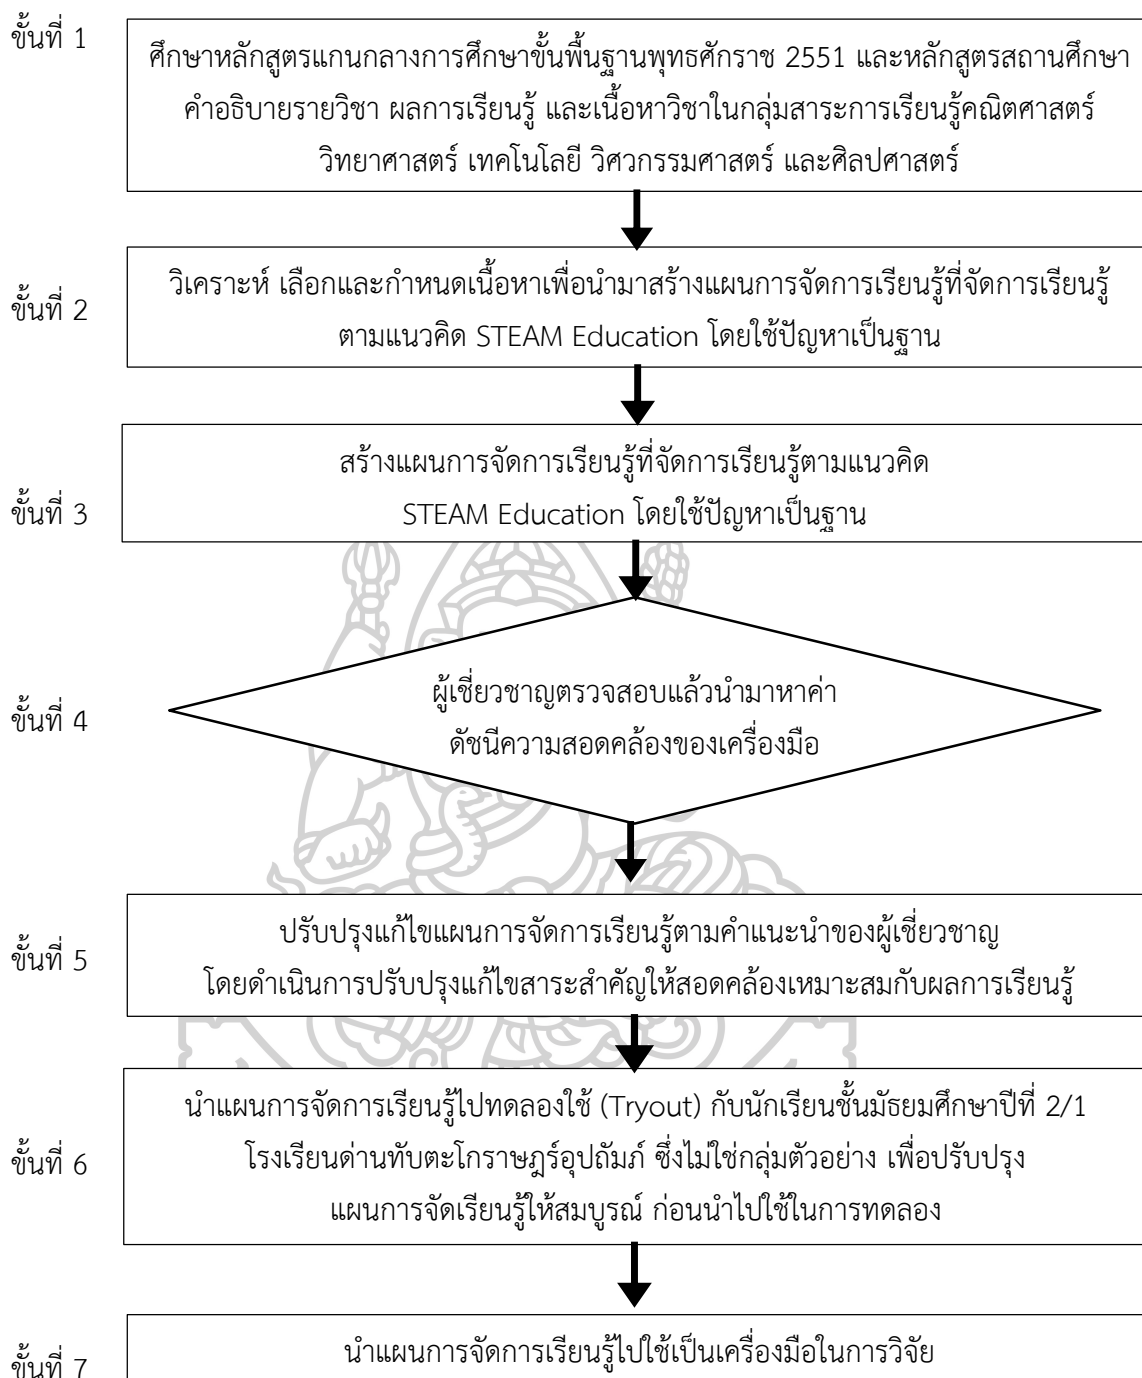 ขั้นที่ 1
ศึกษาหลักสูตรแกนกลางการศึกษาขั้นพื้นฐานพุทธศักราช 2551 และหลักสูตรสถานศึกษา
คำอธิบายรายวิชา ผลการเรียนรู้ และเนื้อหาวิชาในกลุ่มสาระการเรียนรู้คณิตศาสตร์
วิทยาศาสตร์ เทคโนโลยี วิศวกรรมศาสตร์ และศิลปศาสตร์
ขั้นที่ 2
วิเคราะห์ เลือกและกำหนดเนื้อหาเพื่อนำมาสร้างแผนการจัดการเรียนรู้ที่จัดการเรียนรู้
ตามแนวคิด STEAM Education โดยใช้ปัญหาเป็นฐาน
ขั้นที่ 3
สร้างแผนการจัดการเรียนรู้ที่จัดการเรียนรู้ตามแนวคิด
STEAM Education โดยใช้ปัญหาเป็นฐาน
ขั้นที่ 4
ผู้เชี่ยวชาญตรวจสอบแล้วนำมาหาค่า
ดัชนีความสอดคล้องของเครื่องมือ
ขั้นที่ 5
ปรับปรุงแก้ไขแผนการจัดการเรียนรู้ตามคำแนะนำของผู้เชี่ยวชาญ
โดยดำเนินการปรับปรุงแก้ไขสาระสำคัญให้สอดคล้องเหมาะสมกับผลการเรียนรู้
ขั้นที่ 6
นำแผนการจัดการเรียนรู้ไปทดลองใช้ (Tryout) กับนักเรียนชั้นมัธยมศึกษาปีที่ 2/1
โรงเรียนด่านทับตะโกราษฎร์อุปถัมภ์ ซึ่งไม่ใช่กลุ่มตัวอย่าง เพื่อปรับปรุง
แผนการจัดเรียนรู้ให้สมบูรณ์ ก่อนนำไปใช้ในการทดลอง
ขั้นที่ 7
นำแผนการจัดการเรียนรู้ไปใช้เป็นเครื่องมือในการวิจัย